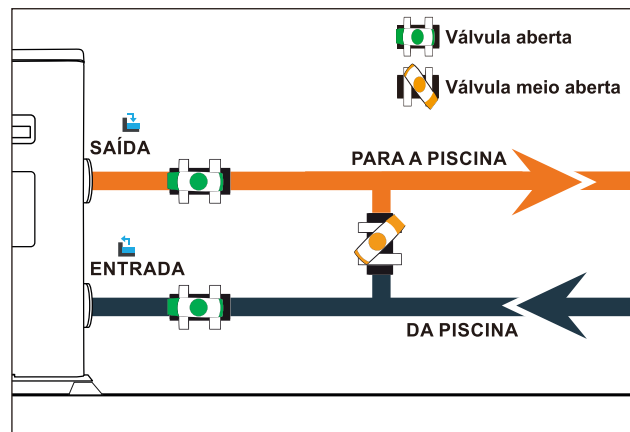 Válvula aberta
Válvula meio aberta
SAÍDA
PARA A PISCINA
ENTRADA
DA PISCINA